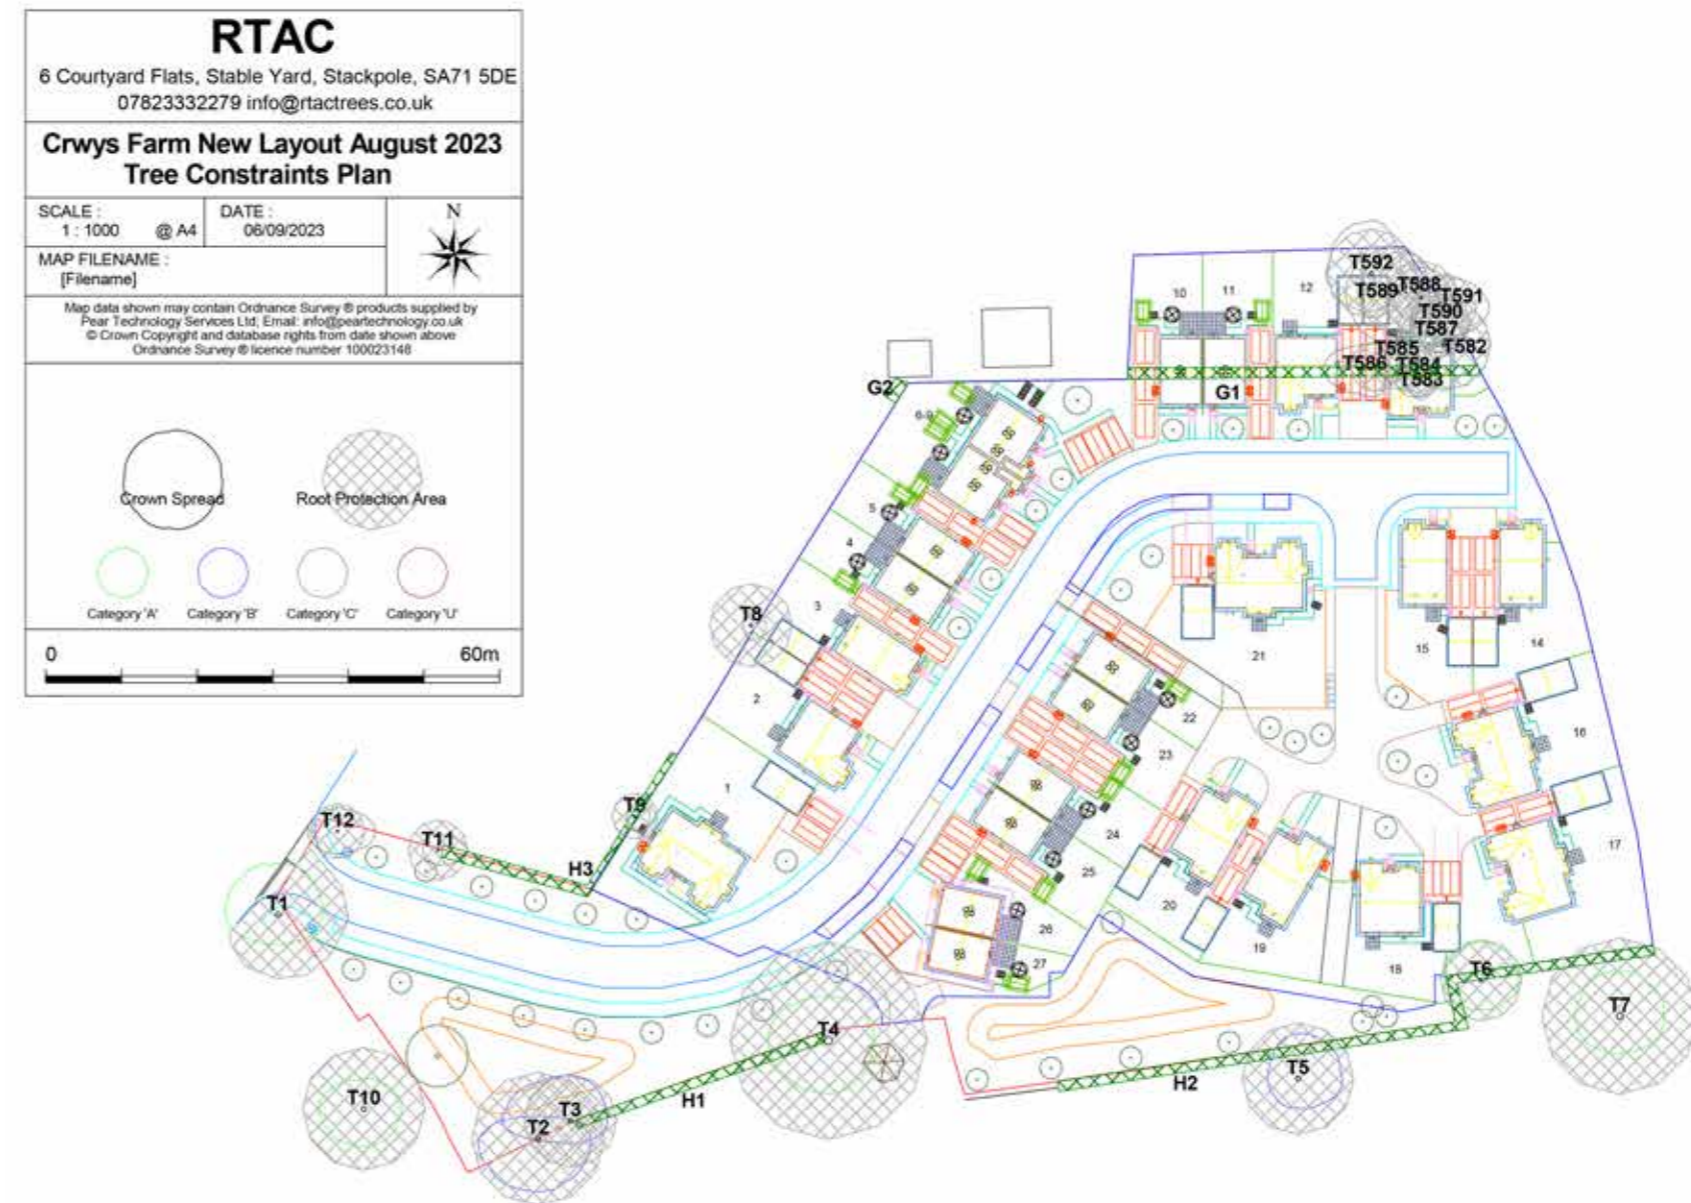 RTAC
6 Courtyard Flats, Stable Yard, Stackpole, SA71 5DE
07823332279 info@rtactrees.co.uk
Crwys Farm New Layout August 2023
Tree Constraints Plan
SCALE :
1 : 1000 @ A4
DATE :
06/09/2023
N
MAP FILENAME :
[Filename]
Map data shown may contain Ordnance Survey ® products supplied by
Pear Technology Services Ltd; Email: info@peartechnology.co.uk
© Crown Copyright and database rights from date shown above
Ordnance Survey ® licence number 100023148
Crown Spread
Root Protection Area
Category 'A'
Category 'B'
Category 'C'
Category 'U'
0
60m
T592
T588
T589
T591
T590
T587
T585
T582
T586
T584
T583
10
11
12
G2
G1
6-9
5
4
3
T8
2
1
21
15
14
22
16
23
T9
T12
T11
H3
24
17
25
T1
20
26
19
27
18
T6
T7
T4
T5
T10
H2
H1
T3
T2